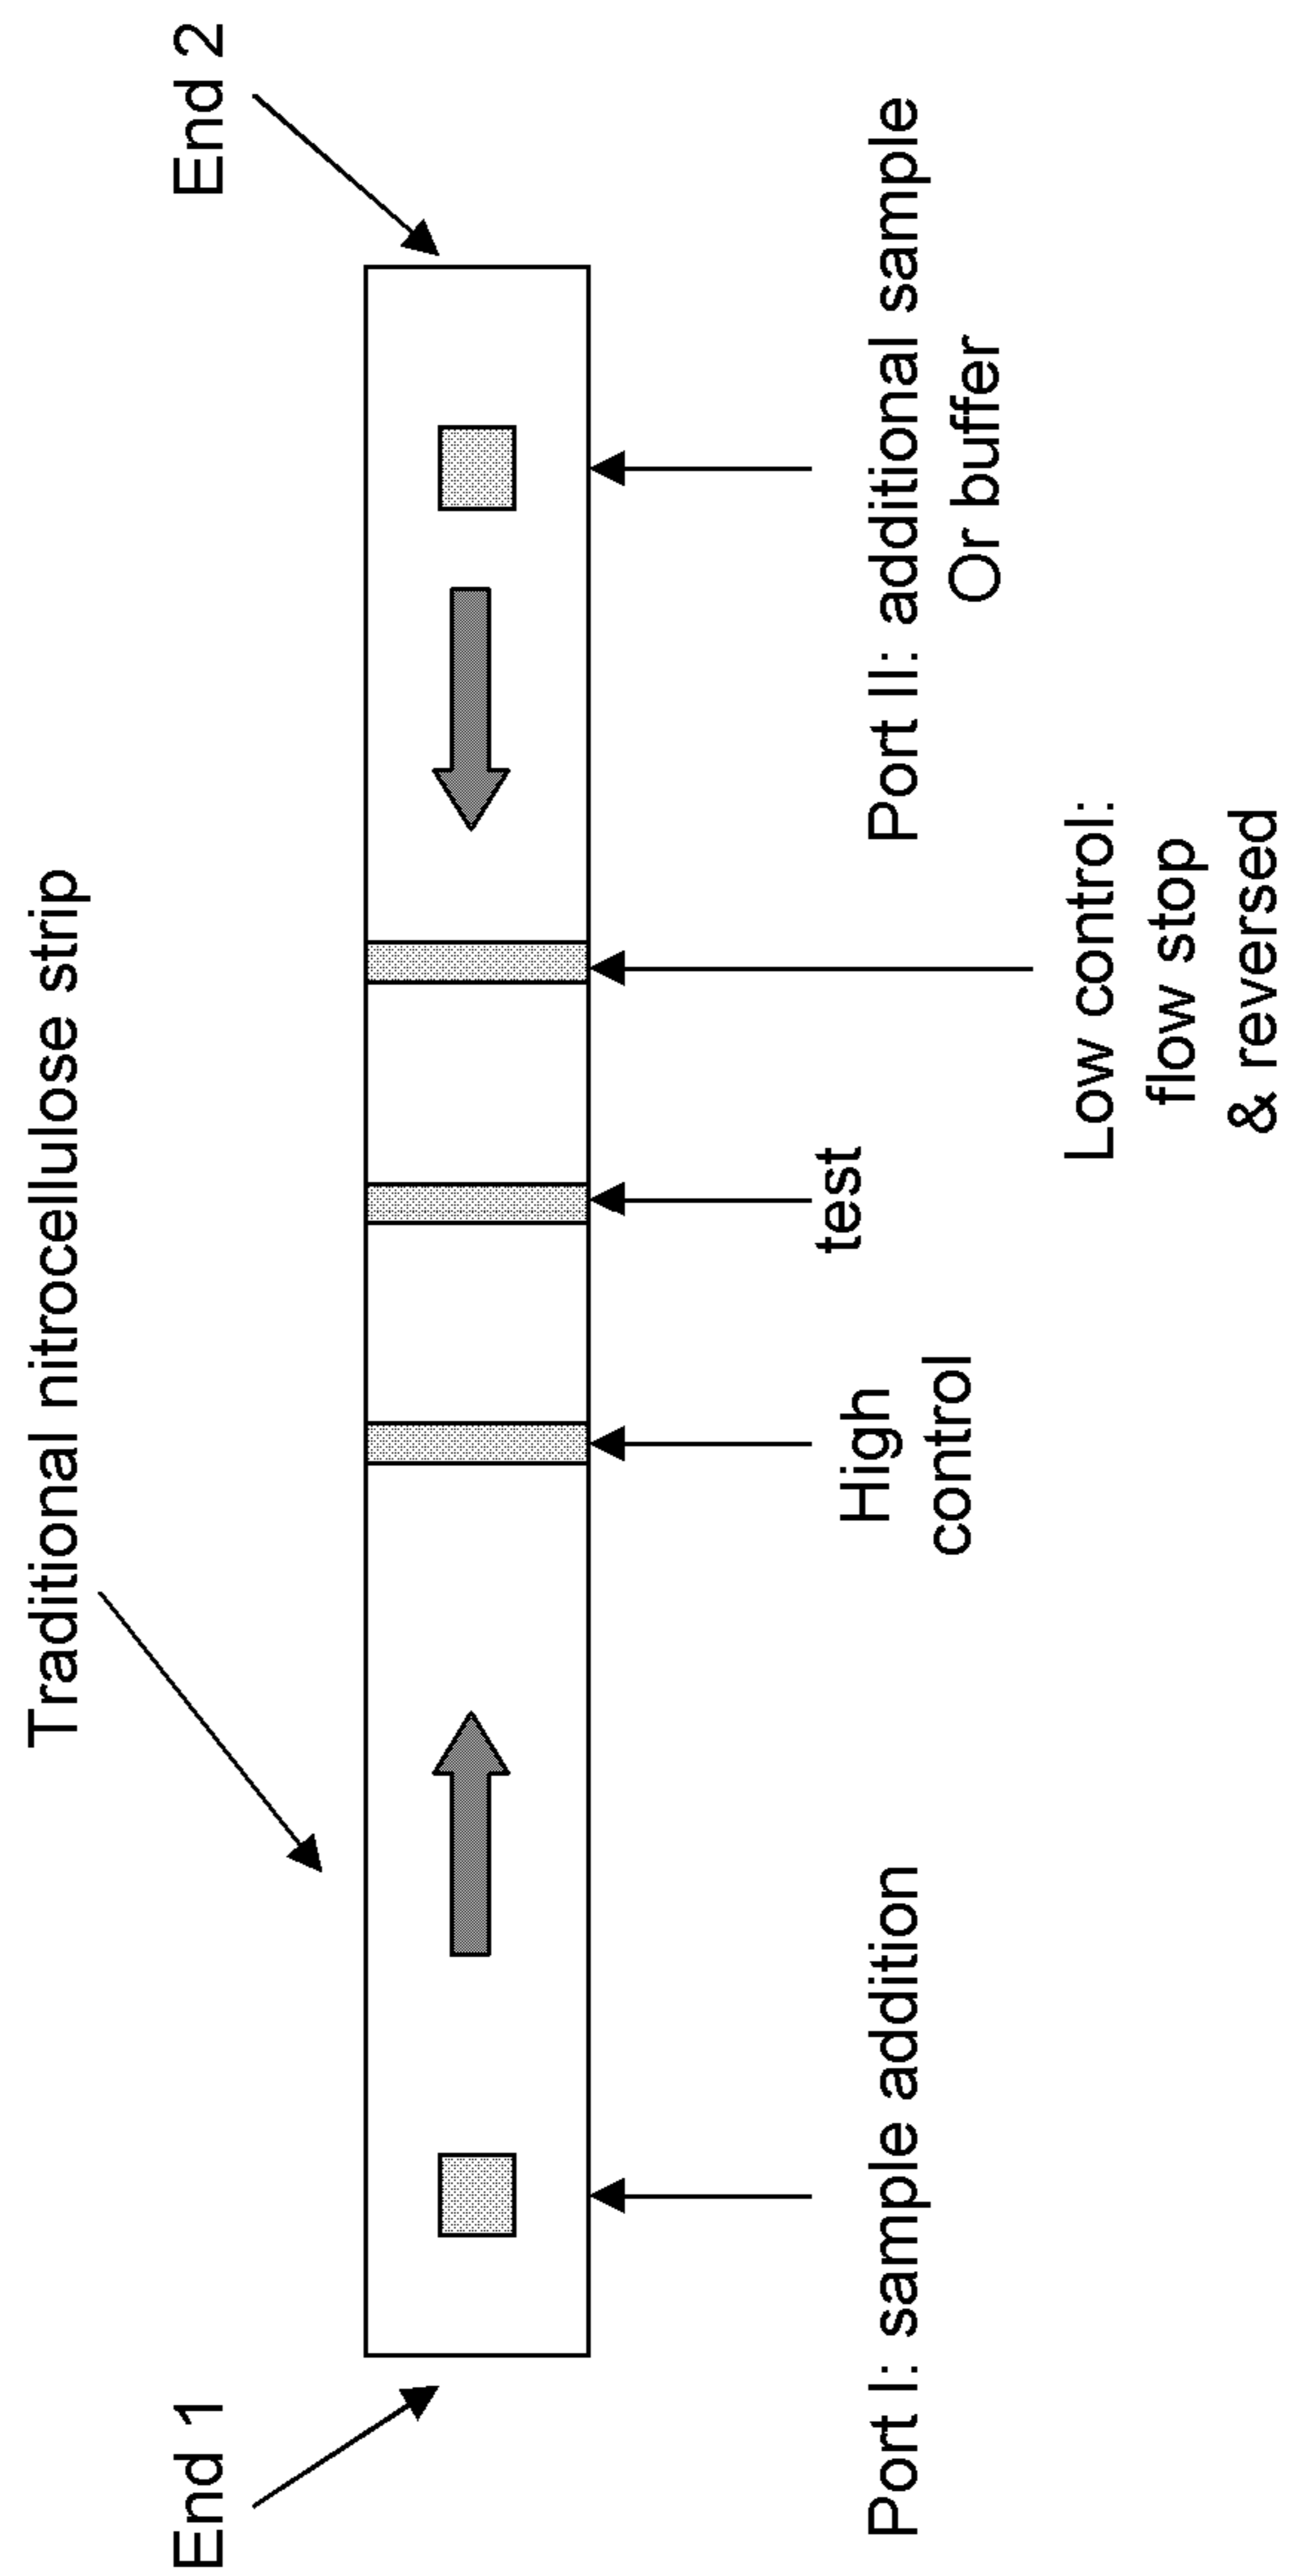 Traditional nitrocellulose strip
End 1
End 2
Port I: sample addition
High
control
test
Low control:
flow stop
& reversed
Port II: additional sample
Or buffer